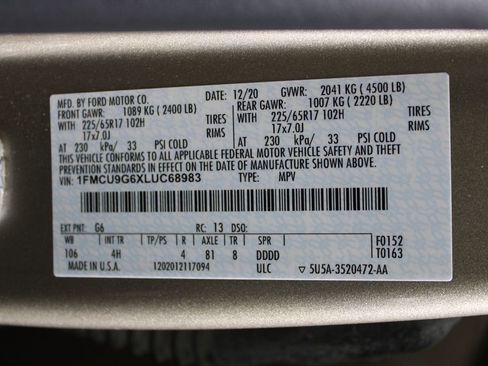 MFD. BY FORD MOTOR CO. DATE: 12/20 GVWR: 2041 KG ( 4500 LB)
FRONT GAWR: 1089 KG ( 2400 LB) REAR GAWR: 1007 KG ( 2220 LB)
WITH 225/65R17 102H TIRES WITH 225/65R17 102H TIRES
17x7.0J RIMS 17x7.0J RIMS
AT 230 kPa/ 33 PSI COLD AT 230 kPa/ 33 PSI COLD
THIS VEHICLE CONFORMS TO ALL APPLICABLE FEDERAL MOTOR VEHICLE SAFETY AND THEFT
PREVENTION STANDARDS IN EFFECT ON THE DATE OF MANUFACTURE SHOWN ABOVE.
VIN: 1FMCU9G6XLUC68983 TYPE: MPV
EXT PNT: G6 RC: 13 DSO:
WB INT TR TP/PS R AXLE TR SPR F0152
106 4H 4 81 8 DDDD T0163
MADE IN U.S.A. 1202012117094 ULC ▽ 5U5A-3520472-AA